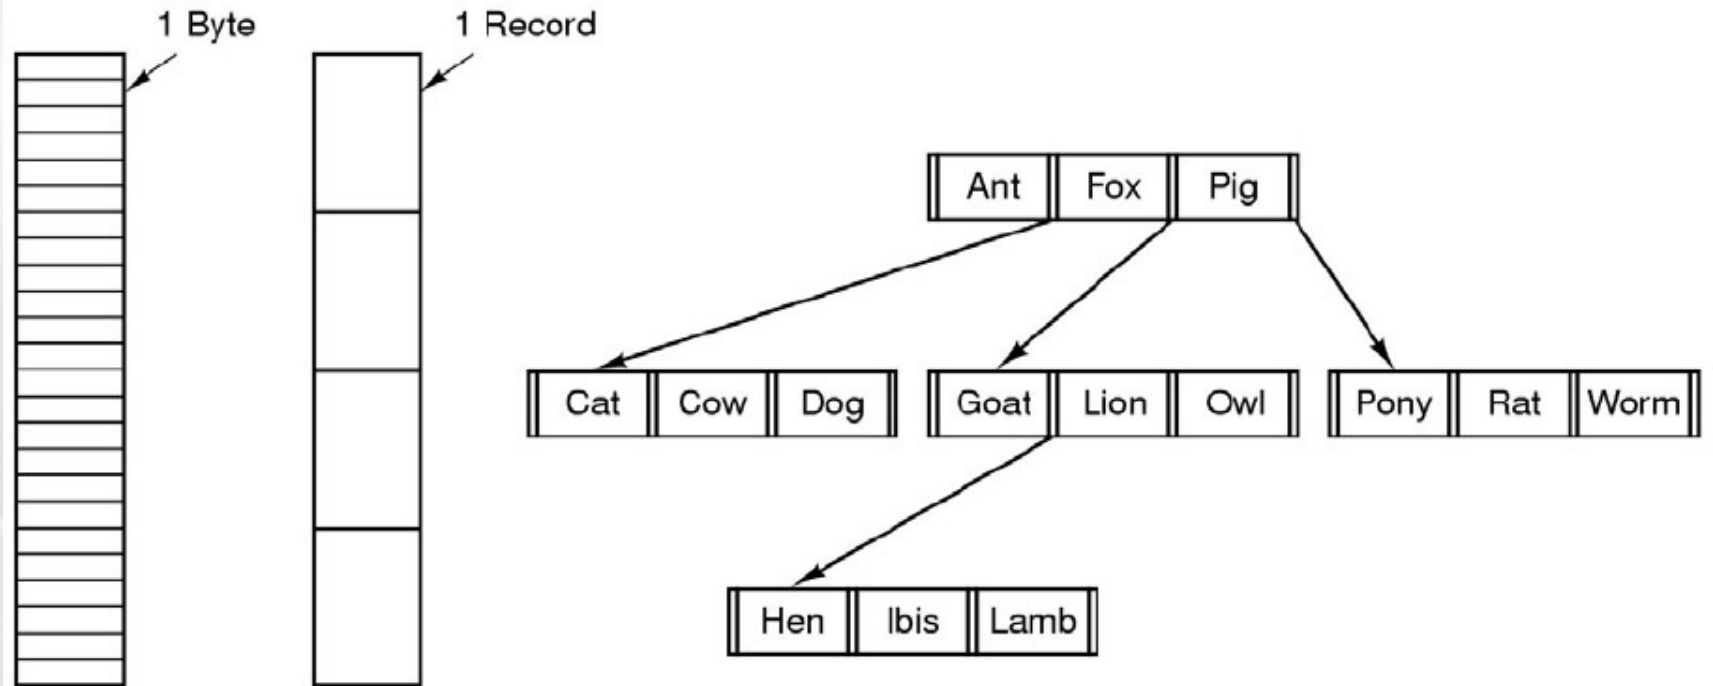 1 Byte
1 Record
Ant Fox Pig
Cat Cow Dog
Goat Lion Owl
Pony Rat Worm
Hen Ibis Lamb